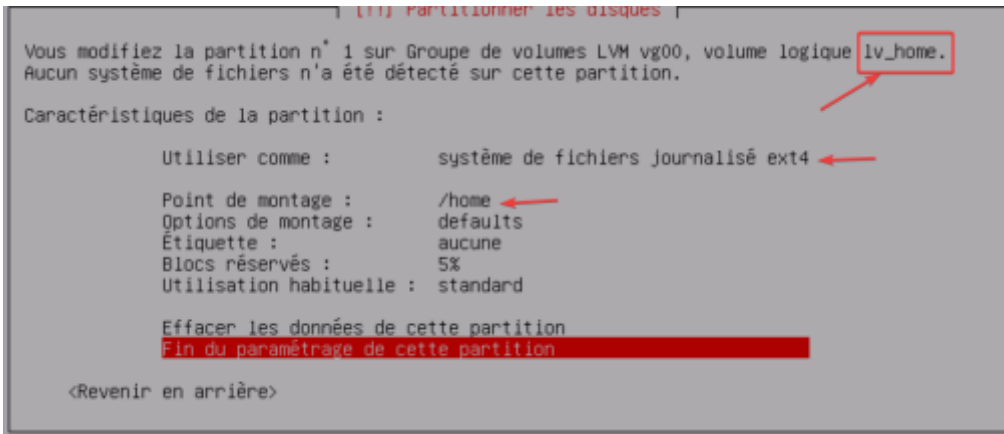 [!!] Partitionner les disques
Vous modifiez la partition n° 1 sur Groupe de volumes LVM vg00, volume logique lv_home.
Aucun système de fichiers n'a été détecté sur cette partition.
Caractéristiques de la partition :
Utiliser comme : système de fichiers journalisé ext4
Point de montage : /home
Options de montage : defaults
Étiquette : aucune
Blocs réservés : 5%
Utilisation habituelle : standard
Effacer les données de cette partition
Fin du paramétrage de cette partition
<Revenir en arrière>